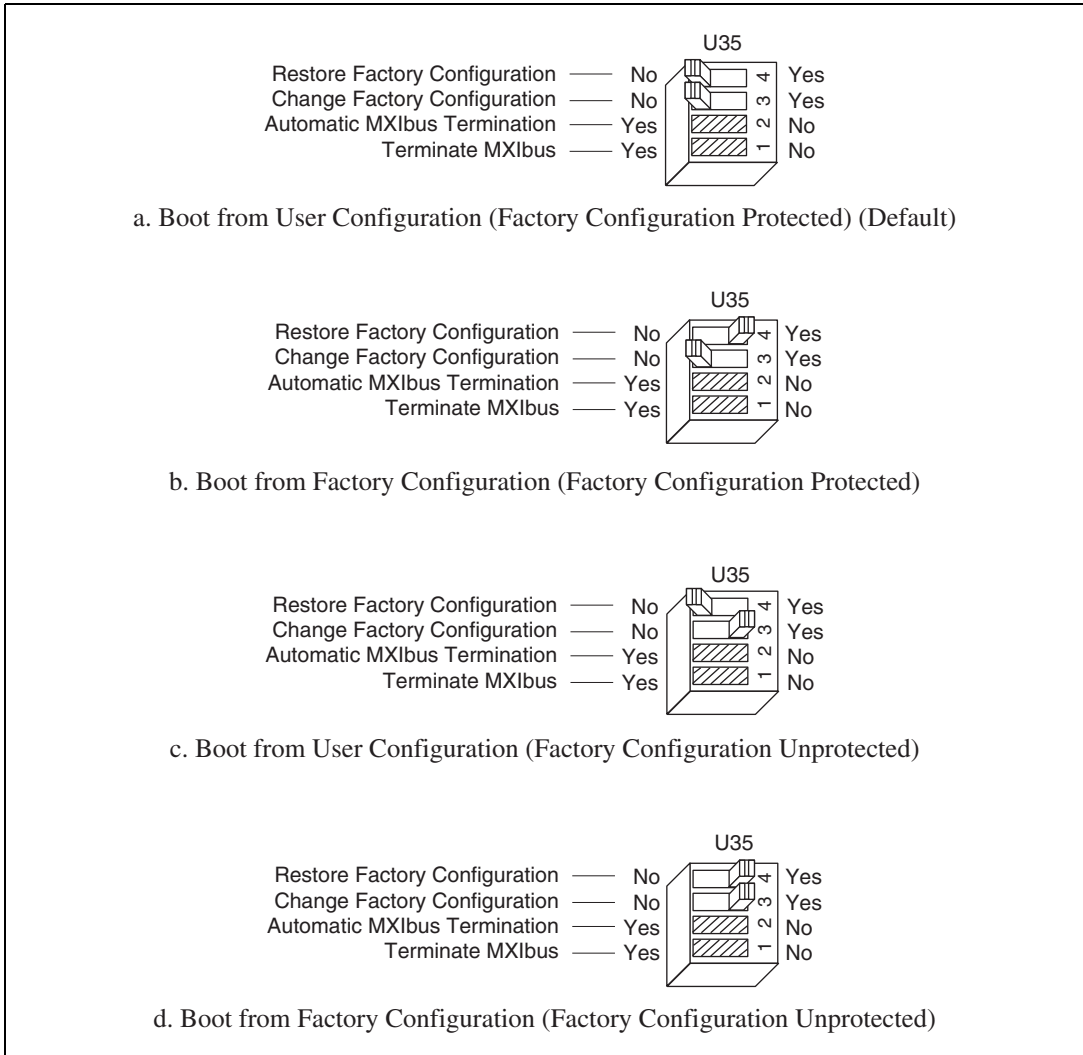 U35
Restore Factory Configuration No 4 Yes
Change Factory Configuration No 3 Yes
Automatic MXIbus Termination Yes 2 No
Terminate MXIbus Yes 1 No
a. Boot from User Configuration (Factory Configuration Protected) (Default)
U35
Restore Factory Configuration No 4 Yes
Change Factory Configuration No 3 Yes
Automatic MXIbus Termination Yes 2 No
Terminate MXIbus Yes 1 No
b. Boot from Factory Configuration (Factory Configuration Protected)
U35
Restore Factory Configuration No 4 Yes
Change Factory Configuration No 3 Yes
Automatic MXIbus Termination Yes 2 No
Terminate MXIbus Yes 1 No
c. Boot from User Configuration (Factory Configuration Unprotected)
U35
Restore Factory Configuration No 4 Yes
Change Factory Configuration No 3 Yes
Automatic MXIbus Termination Yes 2 No
Terminate MXIbus Yes 1 No
d. Boot from Factory Configuration (Factory Configuration Unprotected)